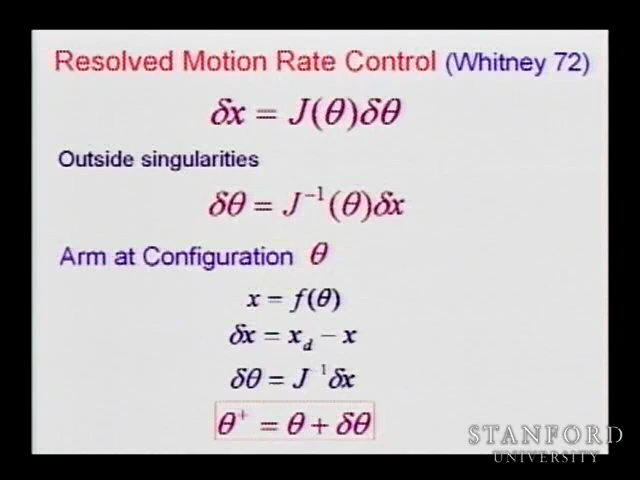 Resolved Motion Rate Control (Whitney 72)
δx = J(θ)δθ
Outside singularities
δθ = J⁻¹(θ)δx
Arm at Configuration θ
x = f(θ)
δx = x_d − x
δθ = J⁻¹δx
θ⁺ = θ + δθ
STANFORD
UNIVERSITY